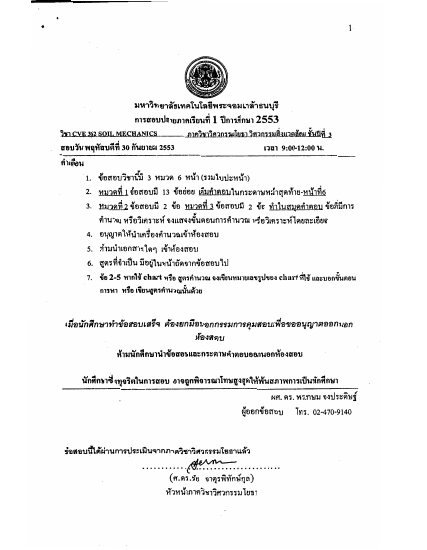 1
มหาวิทยาลัยเทคโนโลยีพระจอมเกล้าธนบุรี
การสอบปลายภาคเรียนที่ 1 ปีการศึกษา 2553
วิชา CVE 362 SOIL MECHANICS ภาควิชาวิศวกรรมโยธา วิศวกรรมสิ่งแวดล้อม ชั้นปีที่ 3
สอบวัน พฤหัสบดีที่ 30 กันยายน 2553 เวลา 9:00-12:00 น.
คำเตือน
1. ข้อสอบวิชานี้มี 3 หมวด 6 หน้า (รวมใบปะหน้า)
2. หมวดที่ 1 ข้อสอบมี 13 ข้อย่อย เติมคำตอบในกระดาษหน้าสุดท้าย-หน้าที่6
3. หมวดที่ 2 ข้อสอบมี 2 ข้อ หมวดที่ 3 ข้อสอบมี 2 ข้อ ทำในสมุดคำตอบ ข้อที่มีการ
คำนวณ หรือวิเคราะห์ จงแสดงขั้นตอนการคำนวณ หรือวิเคราะห์โดยละเอียด
4. อนุญาตให้นำเครื่องคำนวณเข้าห้องสอบ
5. ห้ามนำเอกสารใดๆ เข้าห้องสอบ
6. สูตรที่จำเป็น มีอยู่ในหน้าถัดจากข้อสอบไป
7. ข้อ 2-5 หากใช้ chart หรือ สูตรคำนวณ จงเขียนหมายเลขรูปของ chart ที่ใช้ และบอกขั้นตอน
การหา หรือ เขียนสูตรคำนวณนั้นด้วย
เมื่อนักศึกษาทำข้อสอบเสร็จ ต้องยกมือบอกกรรมการคุมสอบเพื่อขออนุญาตออกนอก
ห้องสอบ
ห้ามนักศึกษานำข้อสอบและกระดาษคำตอบออกนอกห้องสอบ
นักศึกษาซึ่งทุจริตในการสอบ อาจถูกพิจารณาโทษสูงสุดให้พ้นสภาพการเป็นนักศึกษา
ผศ. ดร. พรเกษม จงประดิษฐ์
ผู้ออกข้อสอบ โทร. 02-470-9140
ข้อสอบนี้ได้ผ่านการประเมินจากภาควิชาวิศวกรรมโยธาแล้ว
(ศ.ดร.ชัย จาตุรพิทักษ์กุล)
หัวหน้าภาควิชาวิศวกรรมโยธา